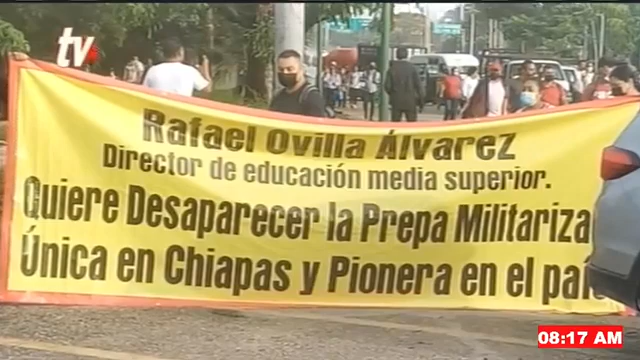 tv
Rafael Ovilla Álvarez
Director de educación media superior.
Quiere Desaparecer la Prepa Militariza
Única en Chiapas y Pionera en el paí
08:17 AM